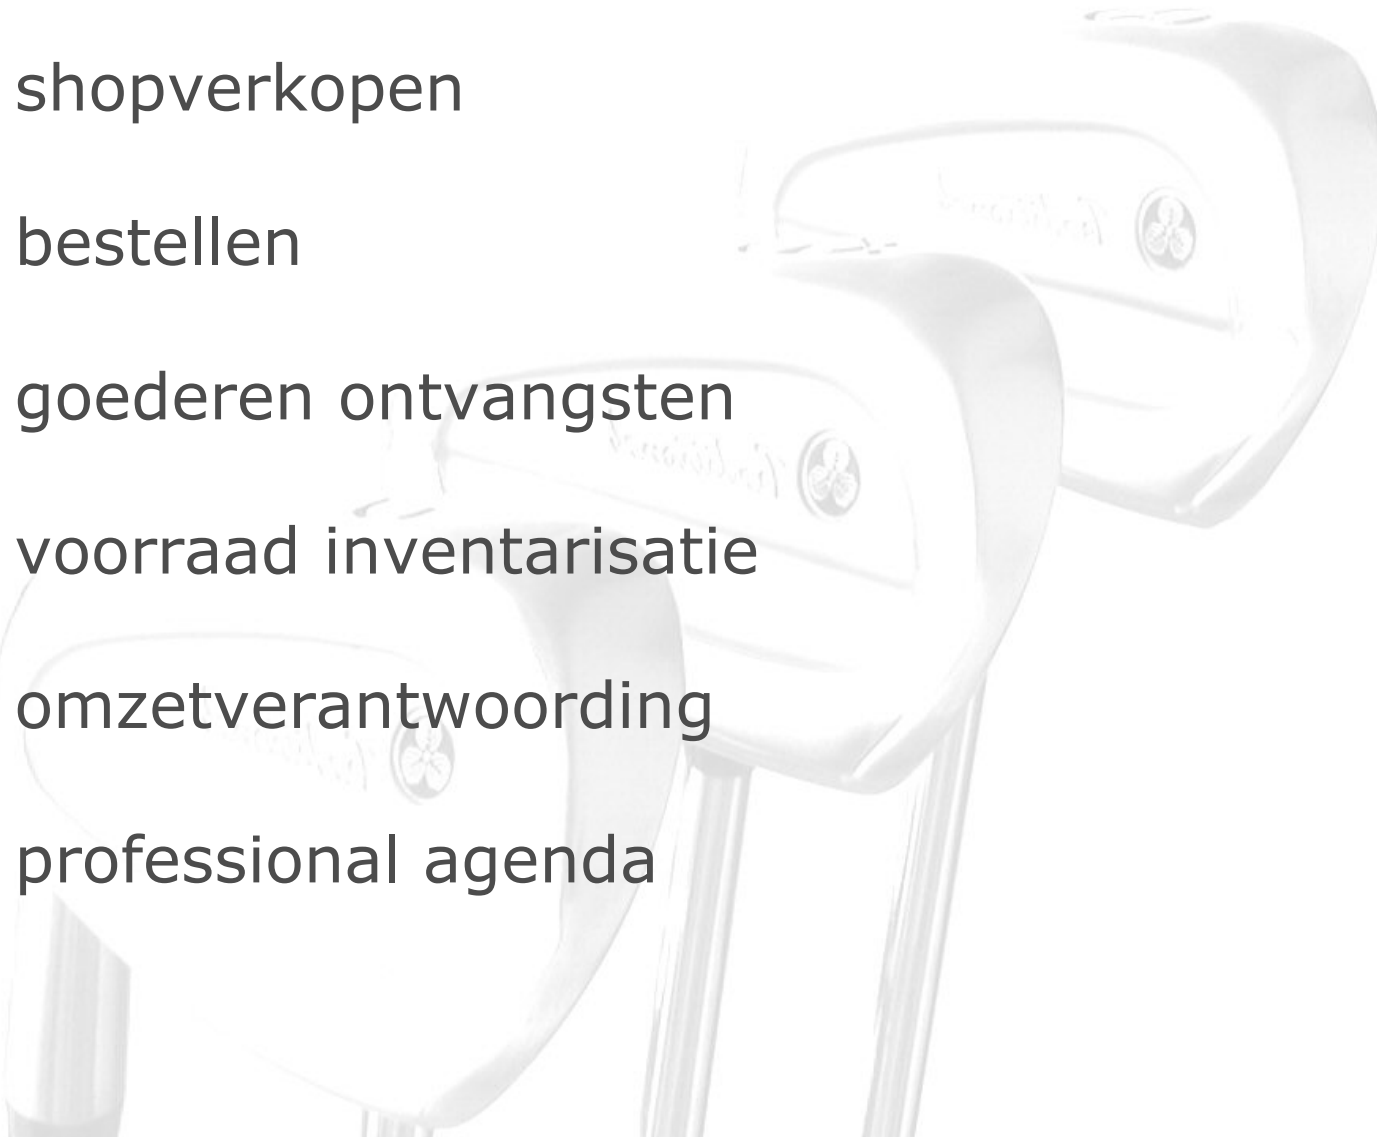 shopverkopen
bestellen
goederen ontvangsten
voorraad inventarisatie
omzetverantwoording
professional agenda